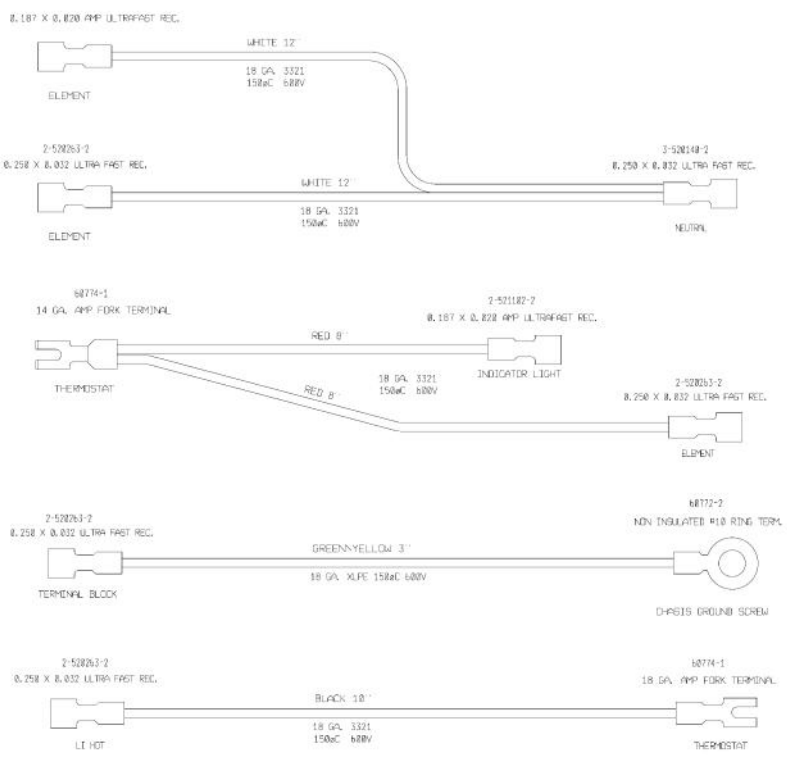 0.187 X 0.020 AMP ULTRAFAST REC.
WHITE 12"
18 GA. 3321
150øC 600V
ELEMENT
2-520263-2
0.250 X 0.032 ULTRA FAST REC.
3-520140-2
0.250 X 0.032 ULTRA FAST REC.
WHITE 12
18 GA. 3321
150øC 600V
ELEMENT
NEUTRAL
60774-1
14 GA. AMP FORK TERMINAL
2-521102-2
0.187 X 0.020 AMP ULTRAFAST REC.
RED 8"
18 GA. 3321
150øC 600V
INDICATOR LIGHT
THERMOSTAT
RED 8"
2-520263-2
0.250 X 0.032 ULTRA FAST REC.
ELEMENT
60772-2
NON INSULATED #10 RING TERM.
2-520263-2
0.250 X 0.032 ULTRA FAST REC.
GREEN\YELLOW 3"
18 GA. XLPE 150øC 600V
TERMINAL BLOCK
CHASIS GROUND SCREW
2-520263-2
0.250 X 0.032 ULTRA FAST REC.
60774-1
18 GA. AMP FORK TERMINAL
BLACK 10"
18 GA. 3321
150øC 600V
L1 HOT
THERMOSTAT